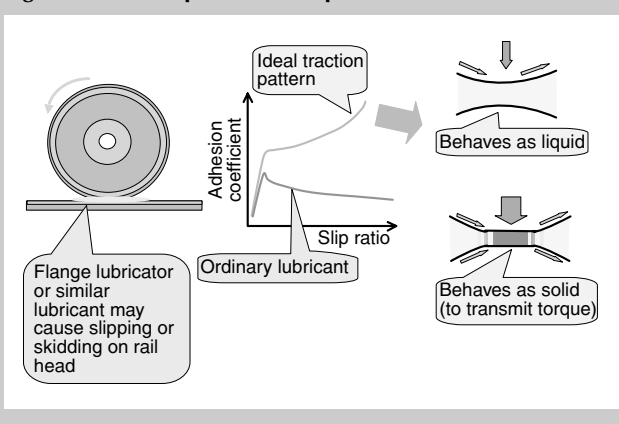 Ideal traction
pattern
Adhesion
coefficient
Slip ratio
Ordinary lubricant
Flange lubricator
or similar
lubricant may
cause slipping or
skidding on rail
head
Behaves as liquid
Behaves as solid
(to transmit torque)